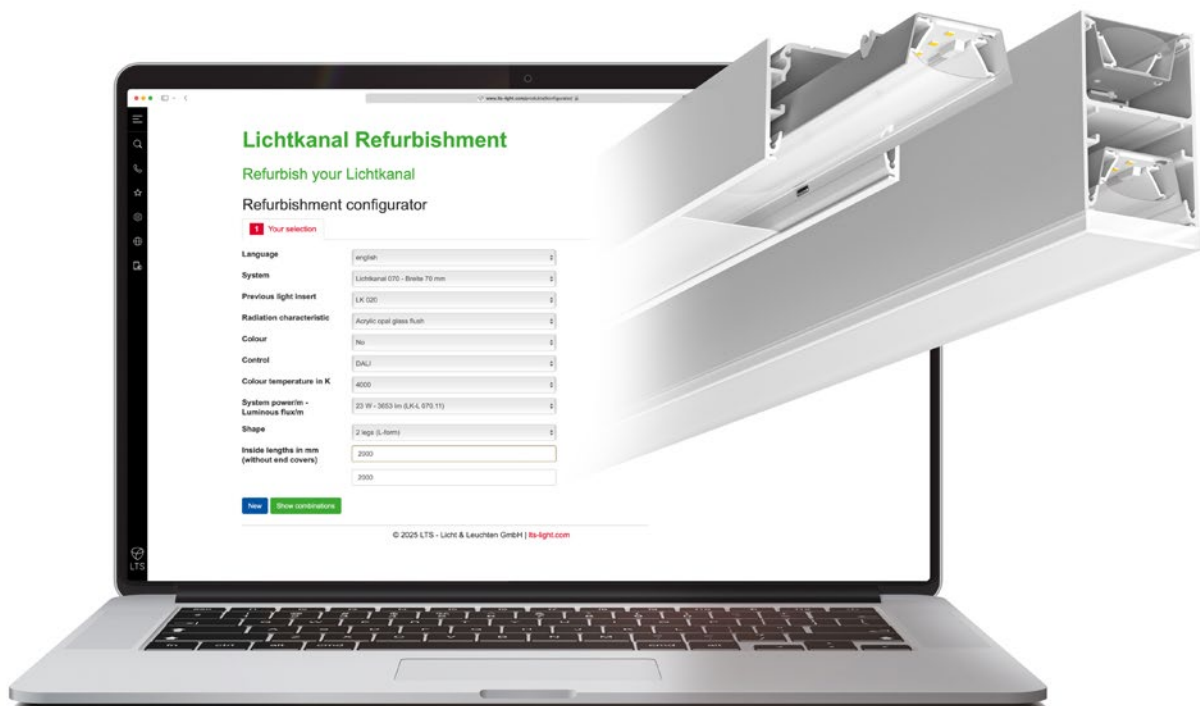 Lichtkanal Refurbishment
Refurbish your Lichtkanal
Refurbishment configurator
1 Your selection
Language
english
System
Lichtkanal 070 - Breite 70 mm
Previous light insert
LK 020
Radiation characteristic
Acrylic opal glass flush
Colour
No
Control
DALI
Colour temperature in K
4000
System power/m -
Luminous flux/m
23 W - 3653 lm (LK-L 070.11)
Shape
2 legs (L-form)
Inside lengths in mm
(without end covers)
2000
2000
New Show combinations
© 2025 LTS - Licht & Leuchten GmbH | lts-light.com
LTS